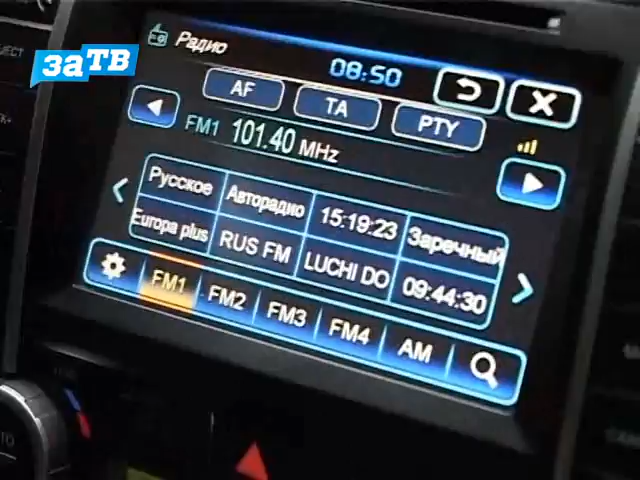 заТВ
Радио
08:50
AF TA PTY
FM1 101.40 MHz
Русское Авторадио 15:19:23 Заречный
Europa plus RUS FM LUCHI DO 09:44:30
FM1 FM2 FM3 FM4 AM